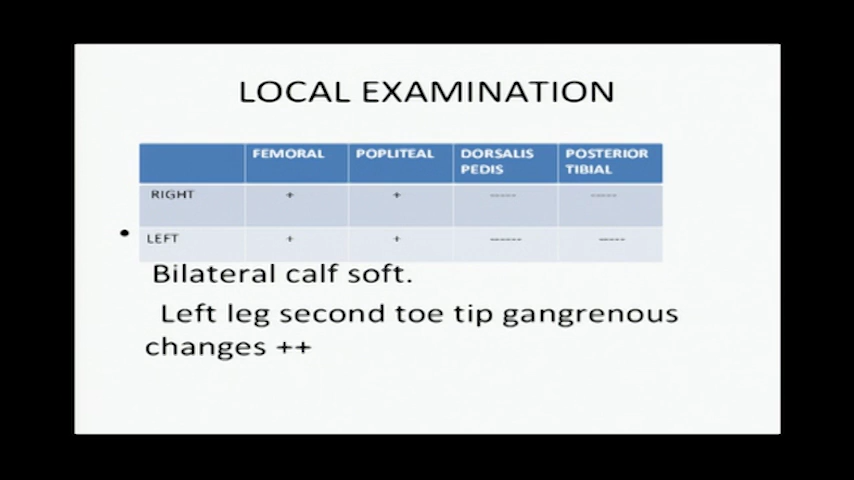 LOCAL EXAMINATION
FEMORAL POPLITEAL DORSALIS PEDIS POSTERIOR TIBIAL
RIGHT + + ----- -----
• LEFT + + ------ -----
Bilateral calf soft.
Left leg second toe tip gangrenous
changes ++